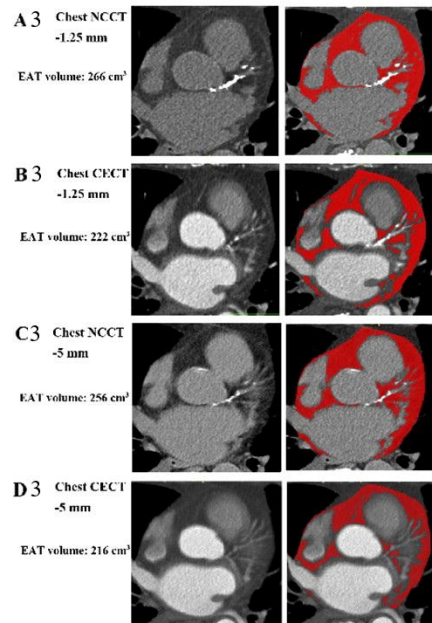 A 3 Chest NCCT
-1.25 mm
EAT volume: 266 cm³
B 3 Chest CECT
-1.25 mm
EAT volume: 222 cm³
C 3 Chest NCCT
-5 mm
EAT volume: 256 cm³
D 3 Chest CECT
-5 mm
EAT volume: 216 cm³